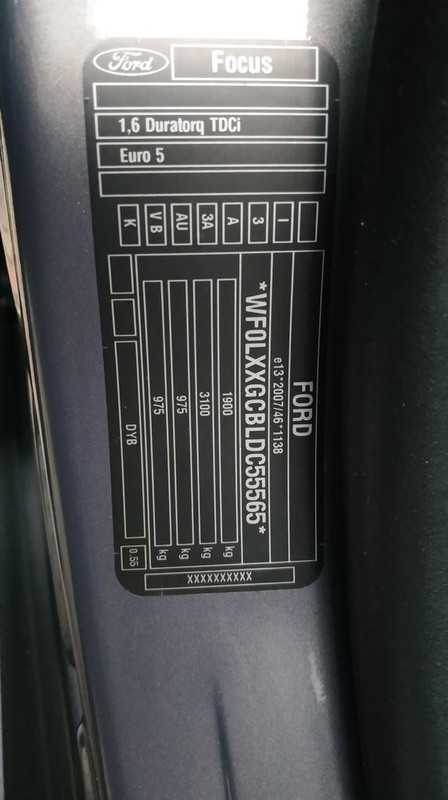 Ford
Focus
1,6 Duratorq TDCi
Euro 5
K VB AU 3A A 3 I
FORD
e13*2007/46*1138
*WF0LXXGCBLDC55565*
1900 kg
3100 kg
975 kg
975 kg
DYB 0.55
XXXXXXXXXX